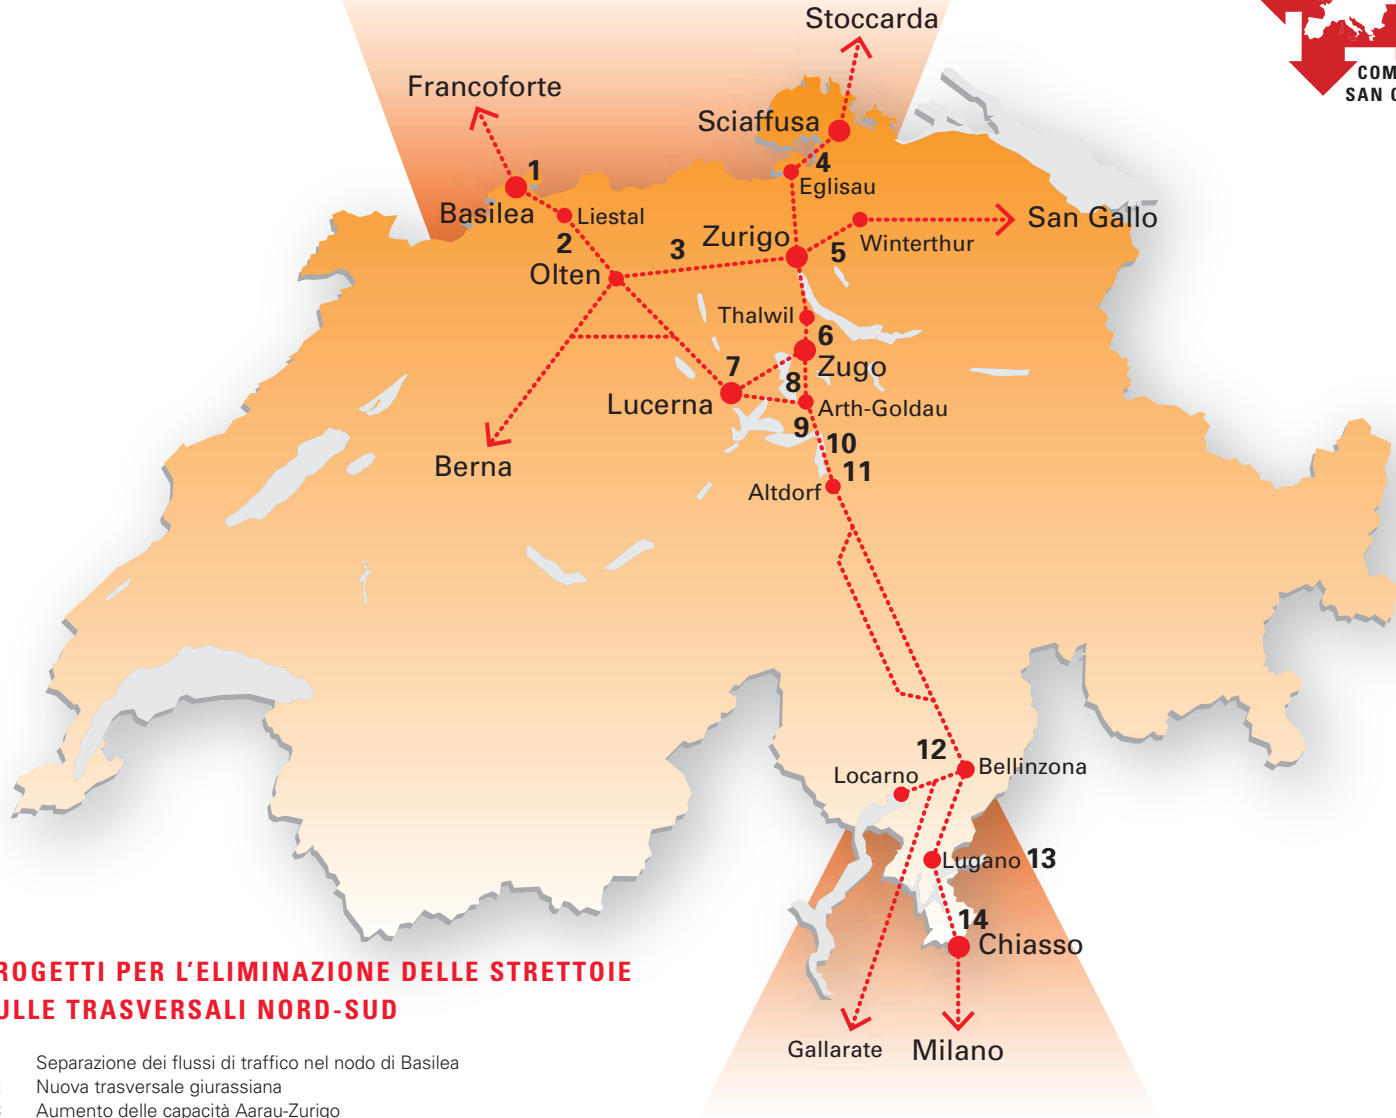 Stoccarda
COM
SAN
Francoforte
Sciaffusa
1
4
Eglisau
Basilea
Liestal
San Gallo
2
3
Zurigo
5
Winterthur
Olten
Thalwil
6
Zugo
7
8
Lucerna
Arth-Goldau
9
10
Berna
11
Altdorf
12
Locarno
Bellinzona
Lugano 13
14
Chiasso
ROGETTI PER L'ELIMINAZIONE DELLE STRETTOIE
ULLE TRASVERSALI NORD-SUD
Gallarate
Milano
Separazione dei flussi di traffico nel nodo di Basilea
Nuova trasversale giurassiana
Aumento delle capacità Aarau-Zurigo